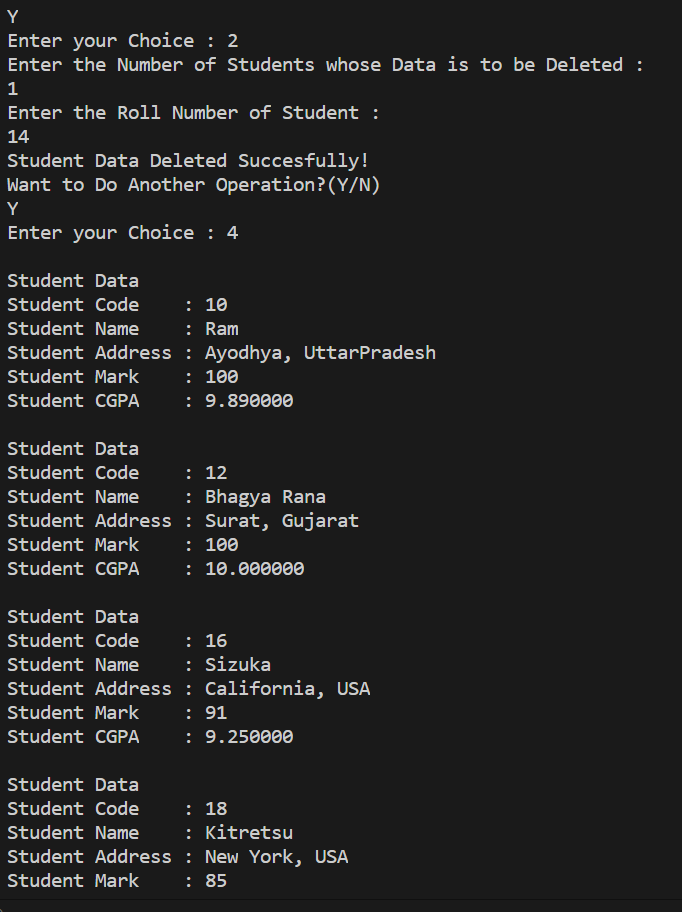 Y
Enter your Choice : 2
Enter the Number of Students whose Data is to be Deleted :
1
Enter the Roll Number of Student :
14
Student Data Deleted Succesfully!
Want to Do Another Operation?(Y/N)
Y
Enter your Choice : 4

Student Data
Student Code    : 10
Student Name    : Ram
Student Address : Ayodhya, UttarPradesh
Student Mark    : 100
Student CGPA    : 9.890000

Student Data
Student Code    : 12
Student Name    : Bhagya Rana
Student Address : Surat, Gujarat
Student Mark    : 100
Student CGPA    : 10.000000

Student Data
Student Code    : 16
Student Name    : Sizuka
Student Address : California, USA
Student Mark    : 91
Student CGPA    : 9.250000

Student Data
Student Code    : 18
Student Name    : Kitretsu
Student Address : New York, USA
Student Mark    : 85